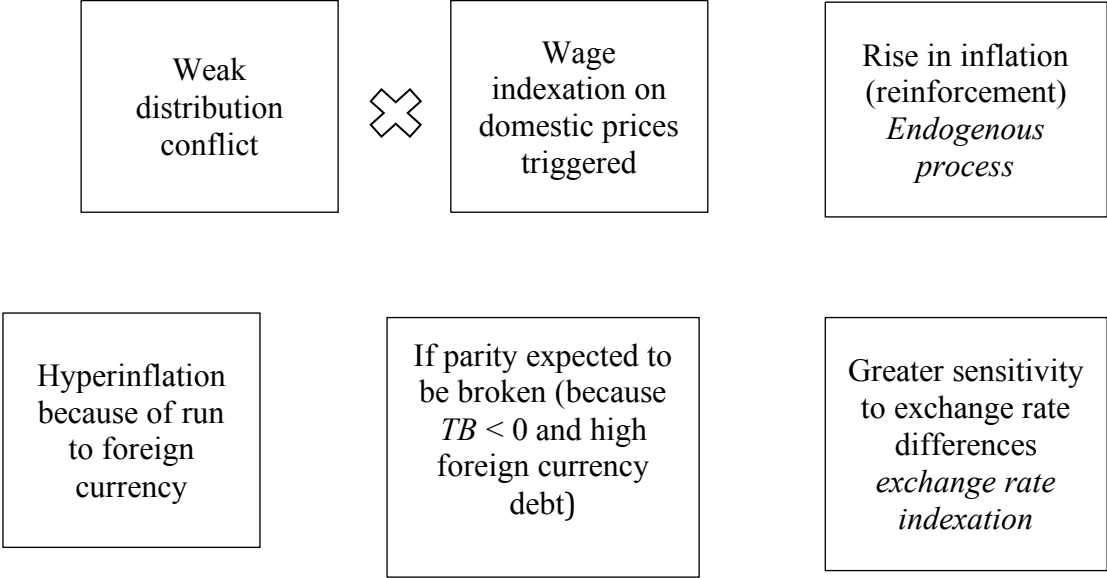 Weak
distribution
conflict
Wage
indexation on
domestic prices
triggered
Rise in inflation
(reinforcement)
Endogenous
process
Hyperinflation
because of run
to foreign
currency
If parity expected to
be broken (because
TB < 0 and high
foreign currency
debt)
Greater sensitivity
to exchange rate
differences
exchange rate
indexation